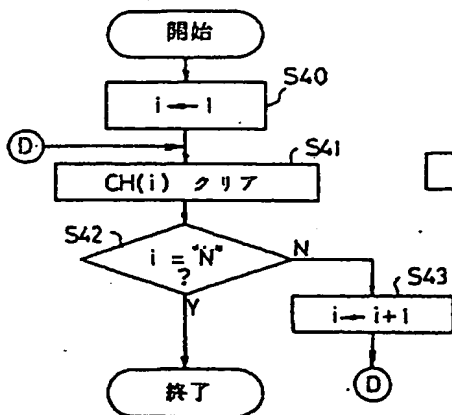 開始
S40
i ← 1
D
S41
CH(i) クリア
S42
i = "N"
?
N
Y
S43
i ← i+1
D
終了